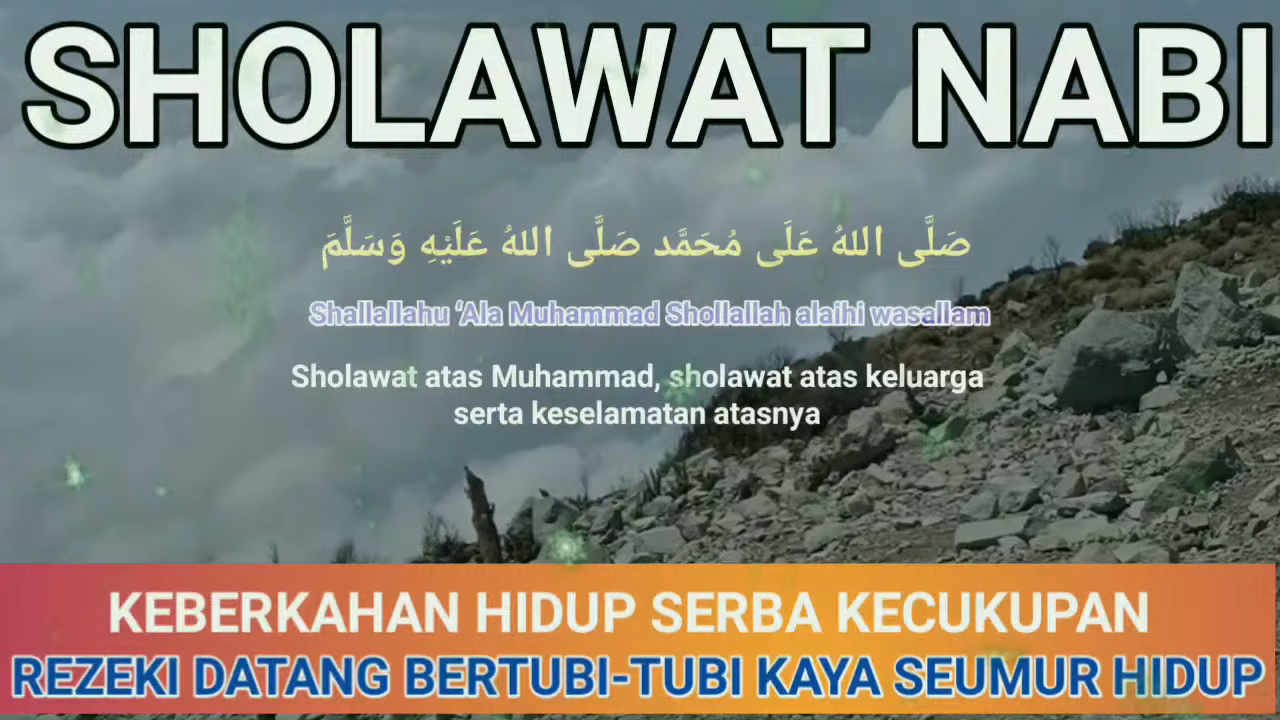 SHOLAWAT NABI
صَلَّى اللهُ عَلَى مُحَمَّد صَلَّى اللهُ عَلَيْهِ وَسَلَّمَ
Shallallahu ‘Ala Muhammad Shollallah alaihi wasallam
Sholawat atas Muhammad, sholawat atas keluarga
serta keselamatan atasnya
KEBERKAHAN HIDUP SERBA KECUKUPAN
REZEKI DATANG BERTUBI-TUBI KAYA SEUMUR HIDUP